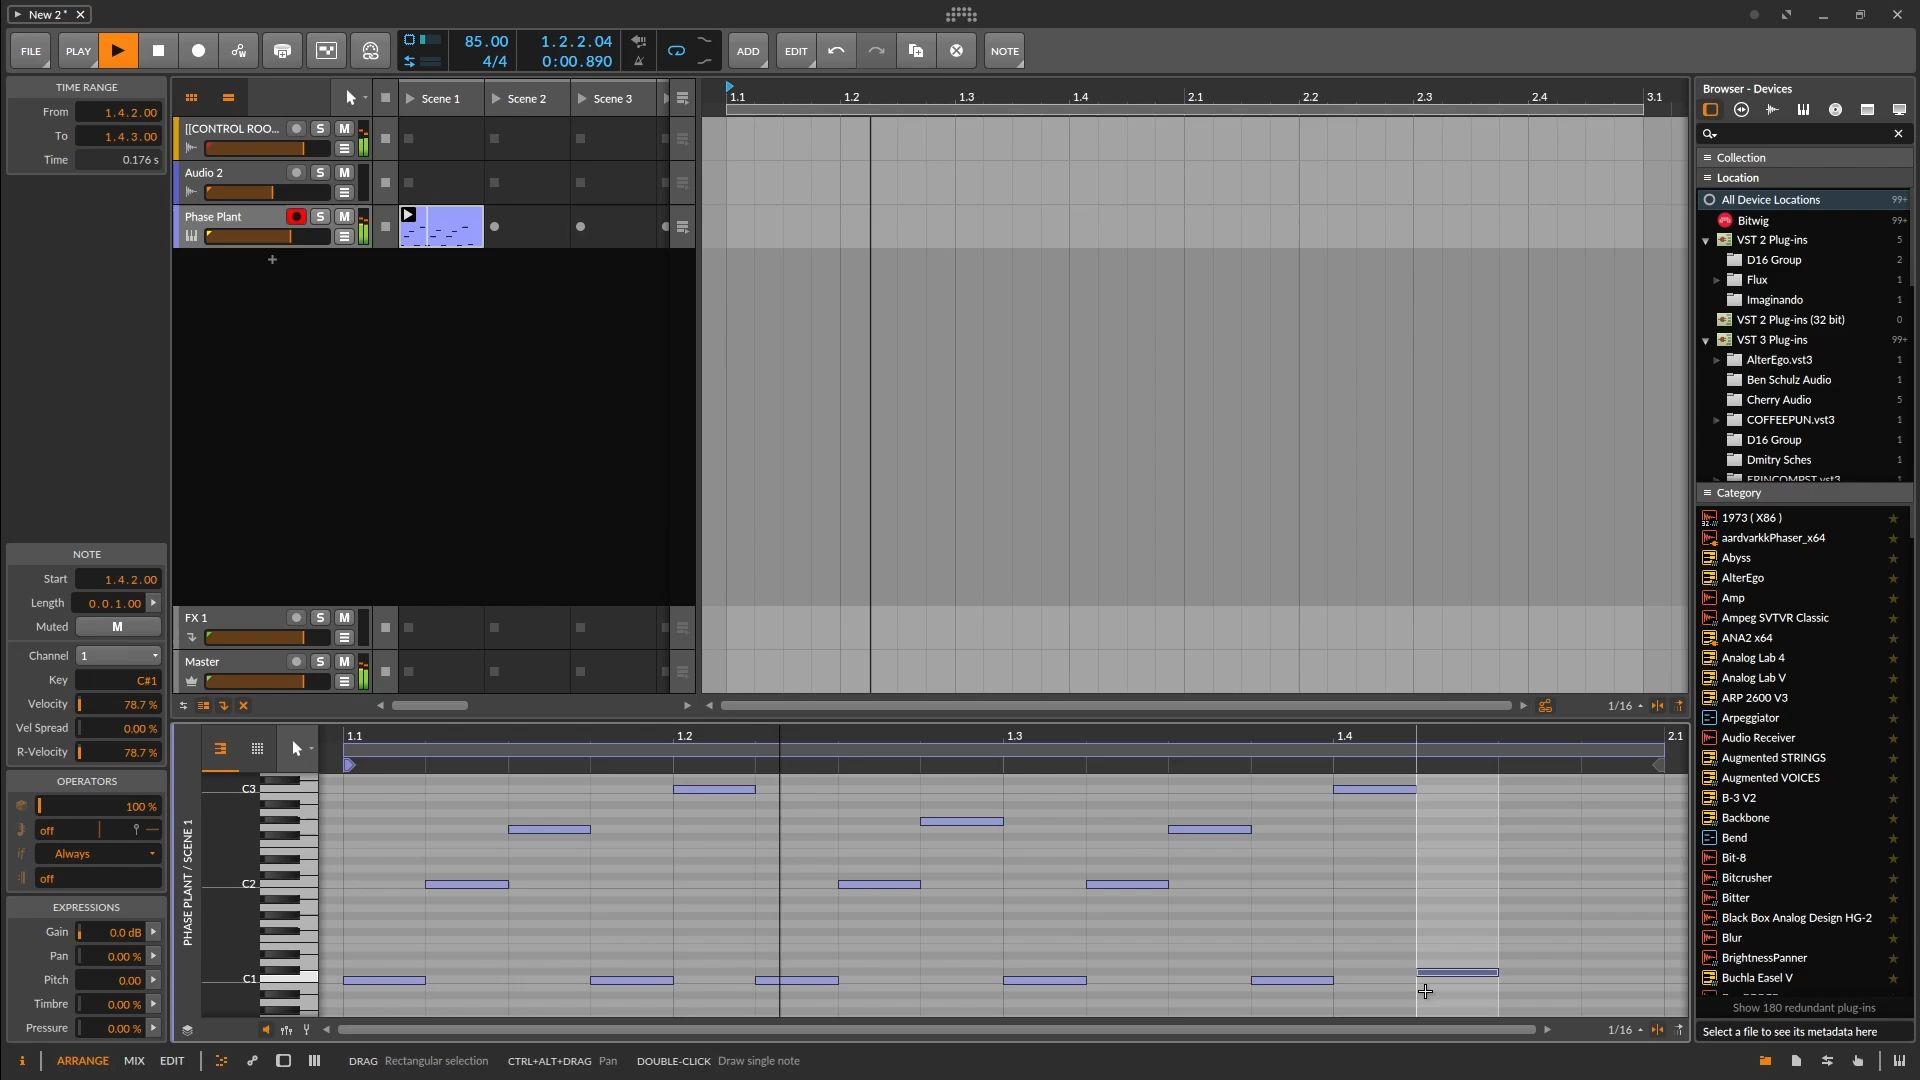 New 2*
FILE
PLAY
85.00
4/4
1.2.2.04
0:00.890
ADD
EDIT
NOTE
TIME RANGE
From 1.4.2.00
To 1.4.3.00
Time 0.176 s
Scene 1
Scene 2
Scene 3
[[CONTROL ROO...
S M
Audio 2
S M
Phase Plant
S M
FX 1
S M
Master
S M
1.1
1.2
1.3
1.4
2.1
2.2
2.3
2.4
3.1
1/16
NOTE
Start 1.4.2.00
Length 0.0.1.00
Muted M
Channel 1
Key C#1
Velocity 78.7 %
Vel Spread 0.00 %
R-Velocity 78.7 %
OPERATORS
100 %
off
Always
off
EXPRESSIONS
Gain 0.0 dB
Pan 0.00 %
Pitch 0.00
Timbre 0.00 %
Pressure 0.00 %
PHASE PLANT / SCENE 1
1.1
1.2
1.3
1.4
2.1
C3
C2
C1
1/16
Browser - Devices
Collection
Location
All Device Locations 99+
Bitwig 99+
VST 2 Plug-ins 5
D16 Group 2
Flux 1
Imaginando 1
VST 2 Plug-ins (32 bit) 0
VST 3 Plug-ins 99+
AlterEgo.vst3 1
Ben Schulz Audio 1
Cherry Audio 5
COFFEEPUN.vst3 1
D16 Group 1
Dmitry Sches 1
Category
1973 ( X86 )
aardvarkkPhaser_x64
Abyss
AlterEgo
Amp
Ampeg SVTVR Classic
ANA2 x64
Analog Lab 4
Analog Lab V
ARP 2600 V3
Arpeggiator
Audio Receiver
Augmented STRINGS
Augmented VOICES
B-3 V2
Backbone
Bend
Bit-8
Bitcrusher
Bitter
Black Box Analog Design HG-2
Blur
BrightnessPanner
Buchla Easel V
Show 180 redundant plug-ins
Select a file to see its metadata here
i ARRANGE MIX EDIT
DRAG Rectangular selection CTRL+ALT+DRAG Pan DOUBLE-CLICK Draw single note